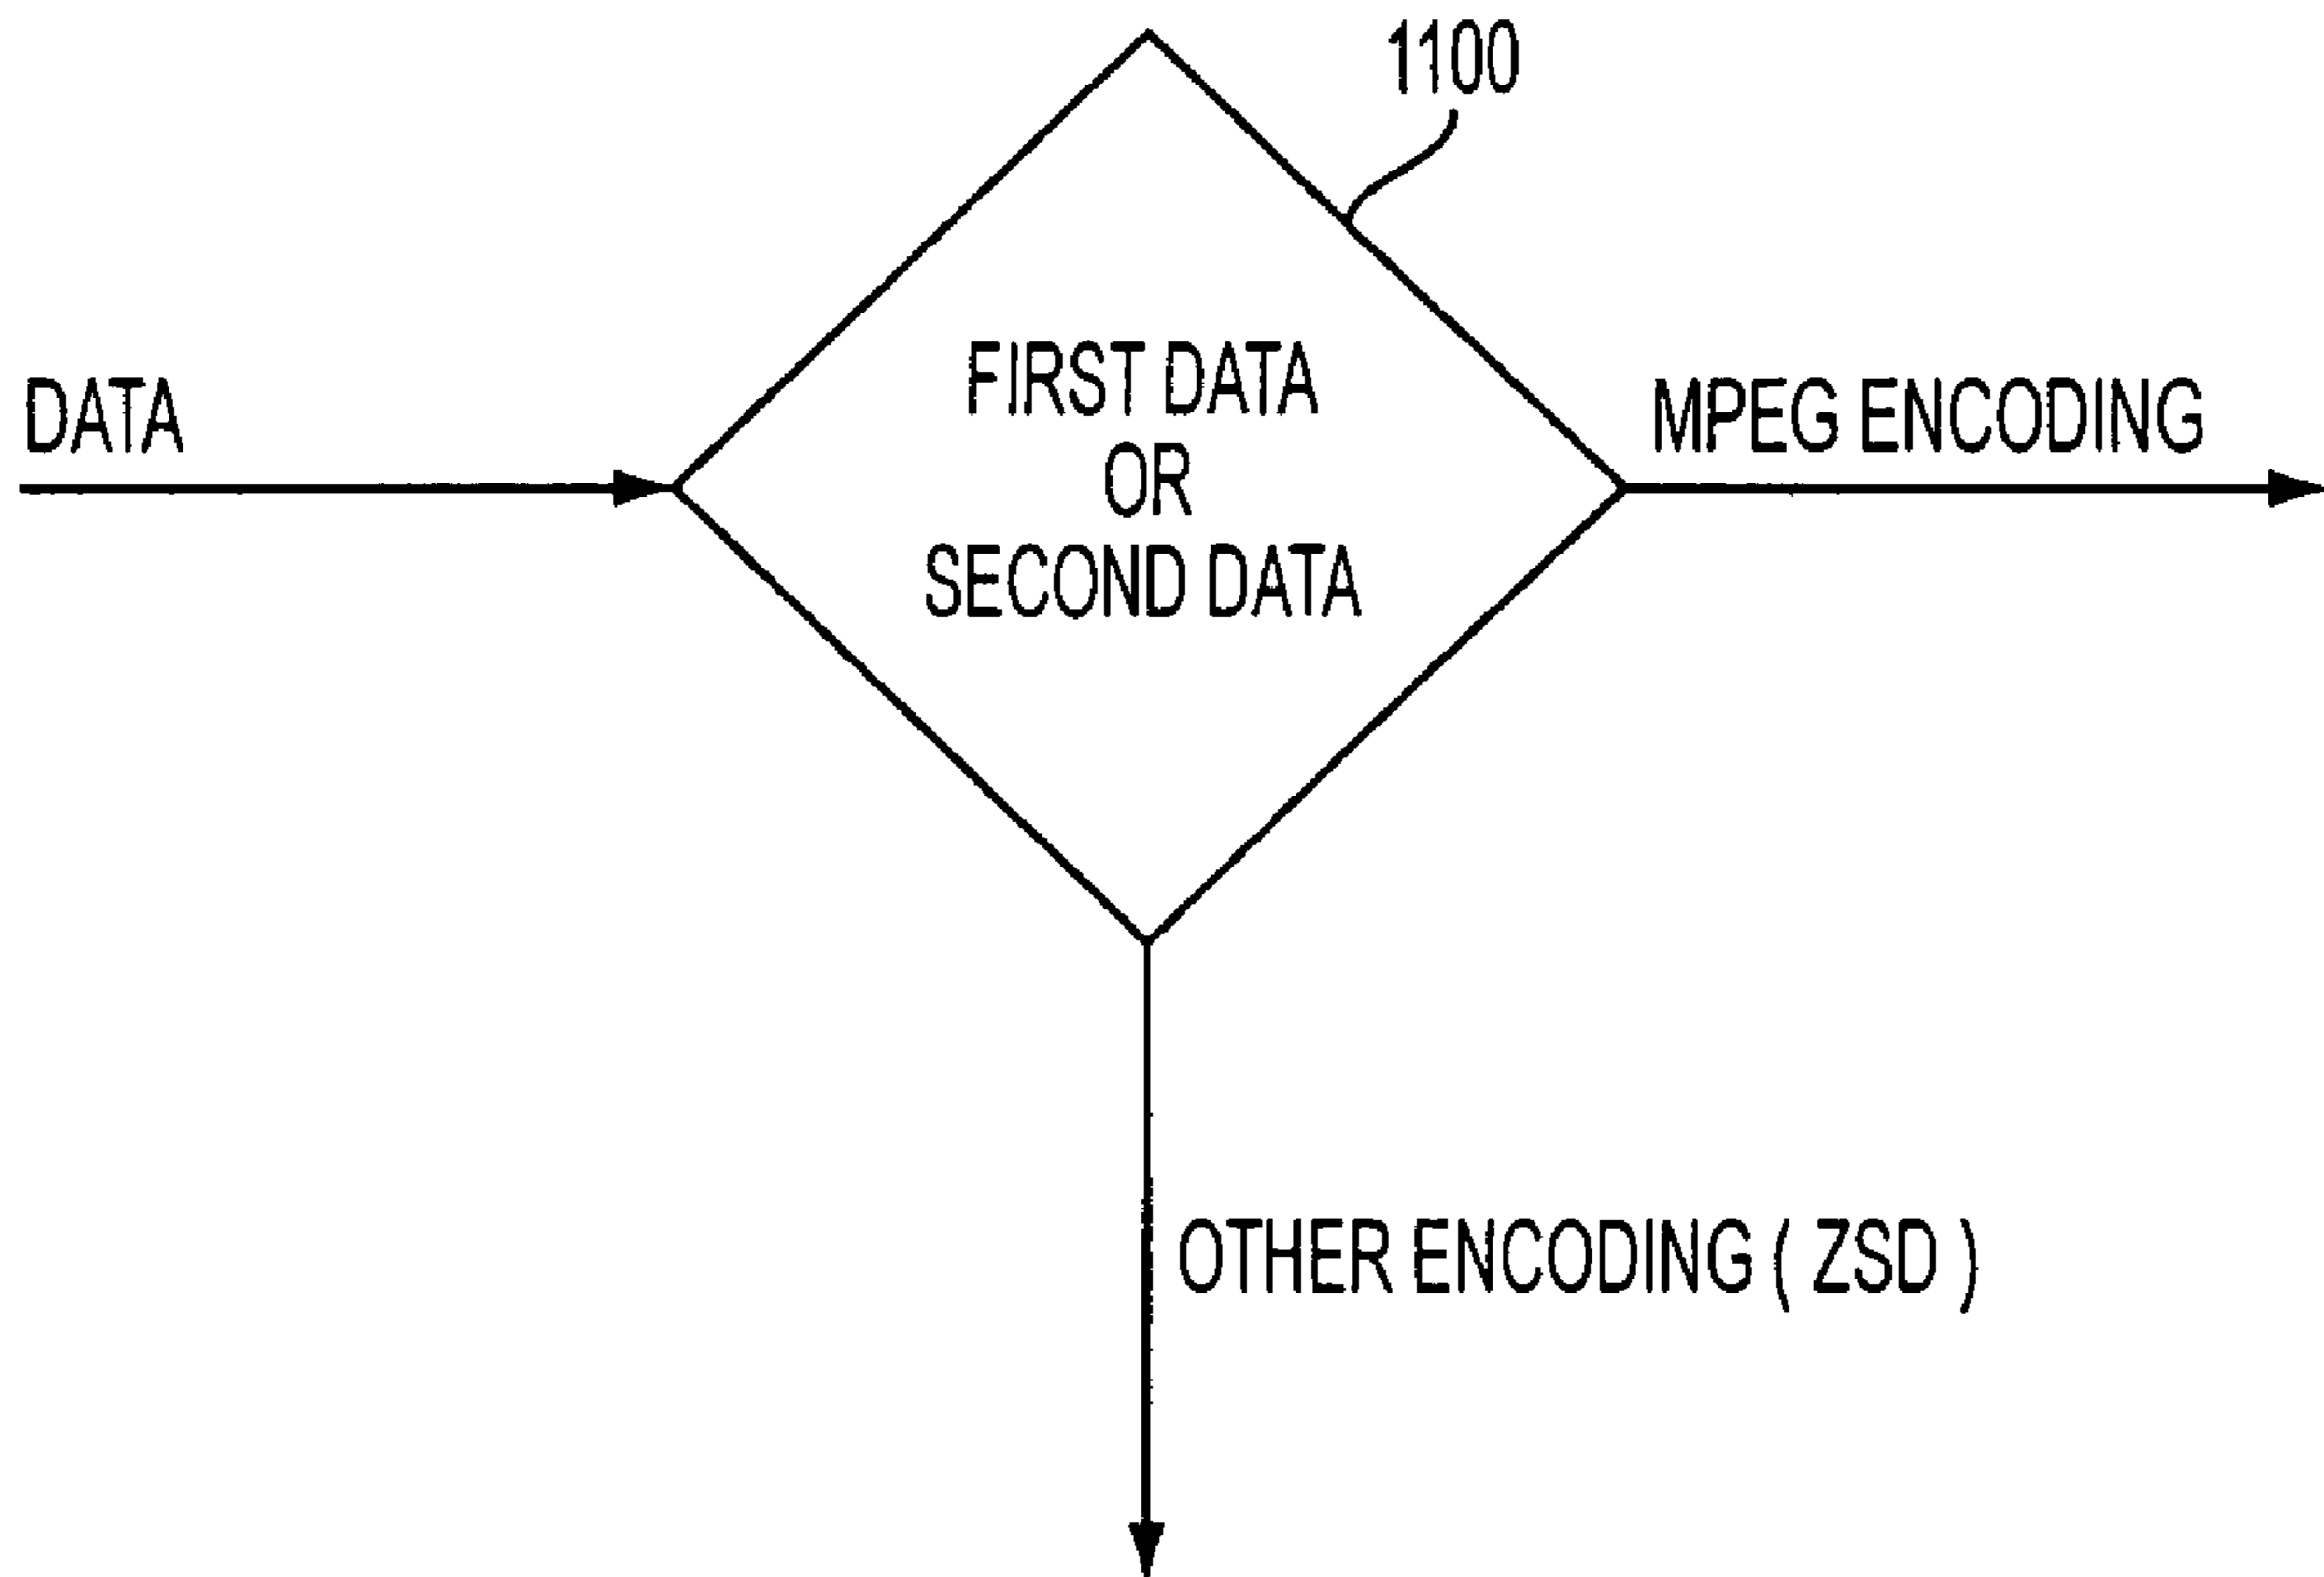 1100
FIRST DATA
OR
SECOND DATA
DATA
MPEG ENCODING
OTHER ENCODING ( ZSD )